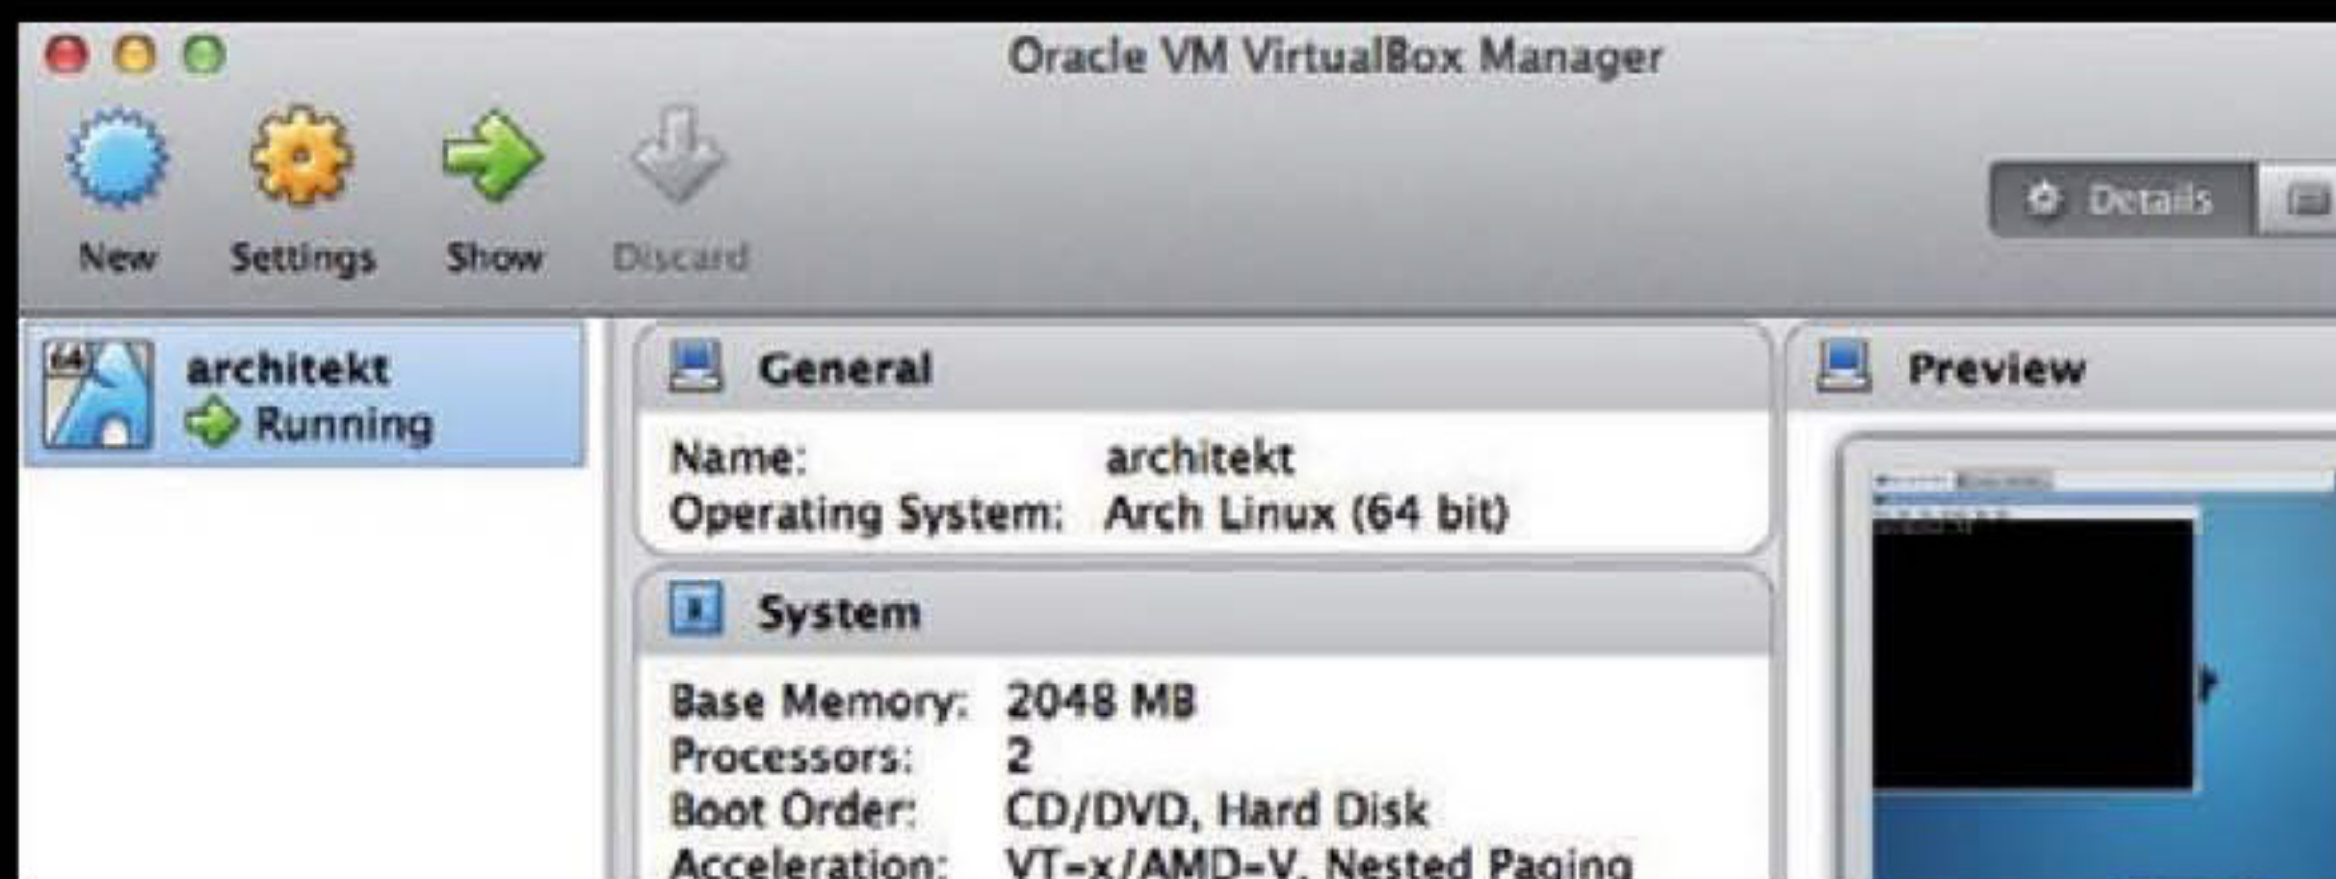 Oracle VM VirtualBox Manager
New Settings Show Discard
Details
64
architekt
Running
General
Name: architekt
Operating System: Arch Linux (64 bit)
System
Base Memory: 2048 MB
Processors: 2
Boot Order: CD/DVD, Hard Disk
Acceleration: VT-x/AMD-V, Nested Paging
Preview